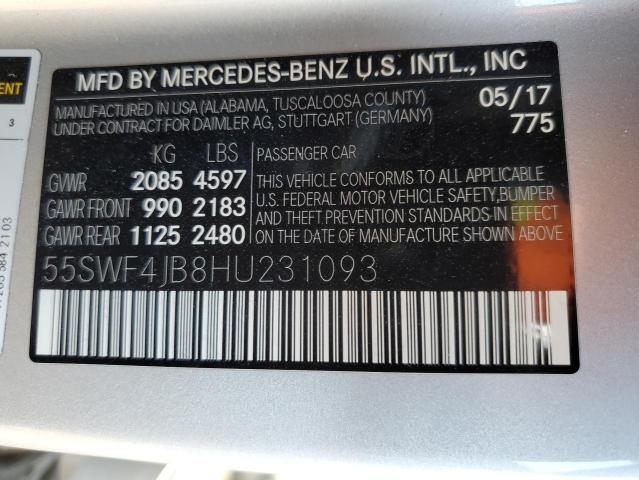 MFD BY MERCEDES-BENZ U.S. INTL., INC
MANUFACTURED IN USA (ALABAMA, TUSCALOOSA COUNTY) 05/17
UNDER CONTRACT FOR DAIMLER AG, STUTTGART (GERMANY) 775
KG LBS PASSENGER CAR
GVWR 2085 4597
GAWR FRONT 990 2183
GAWR REAR 1125 2480
THIS VEHICLE CONFORMS TO ALL APPLICABLE
U.S. FEDERAL MOTOR VEHICLE SAFETY,BUMPER
AND THEFT PREVENTION STANDARDS IN EFFECT
ON THE DATE OF MANUFACTURE SHOWN ABOVE
55SWF4JB8HU231093
3